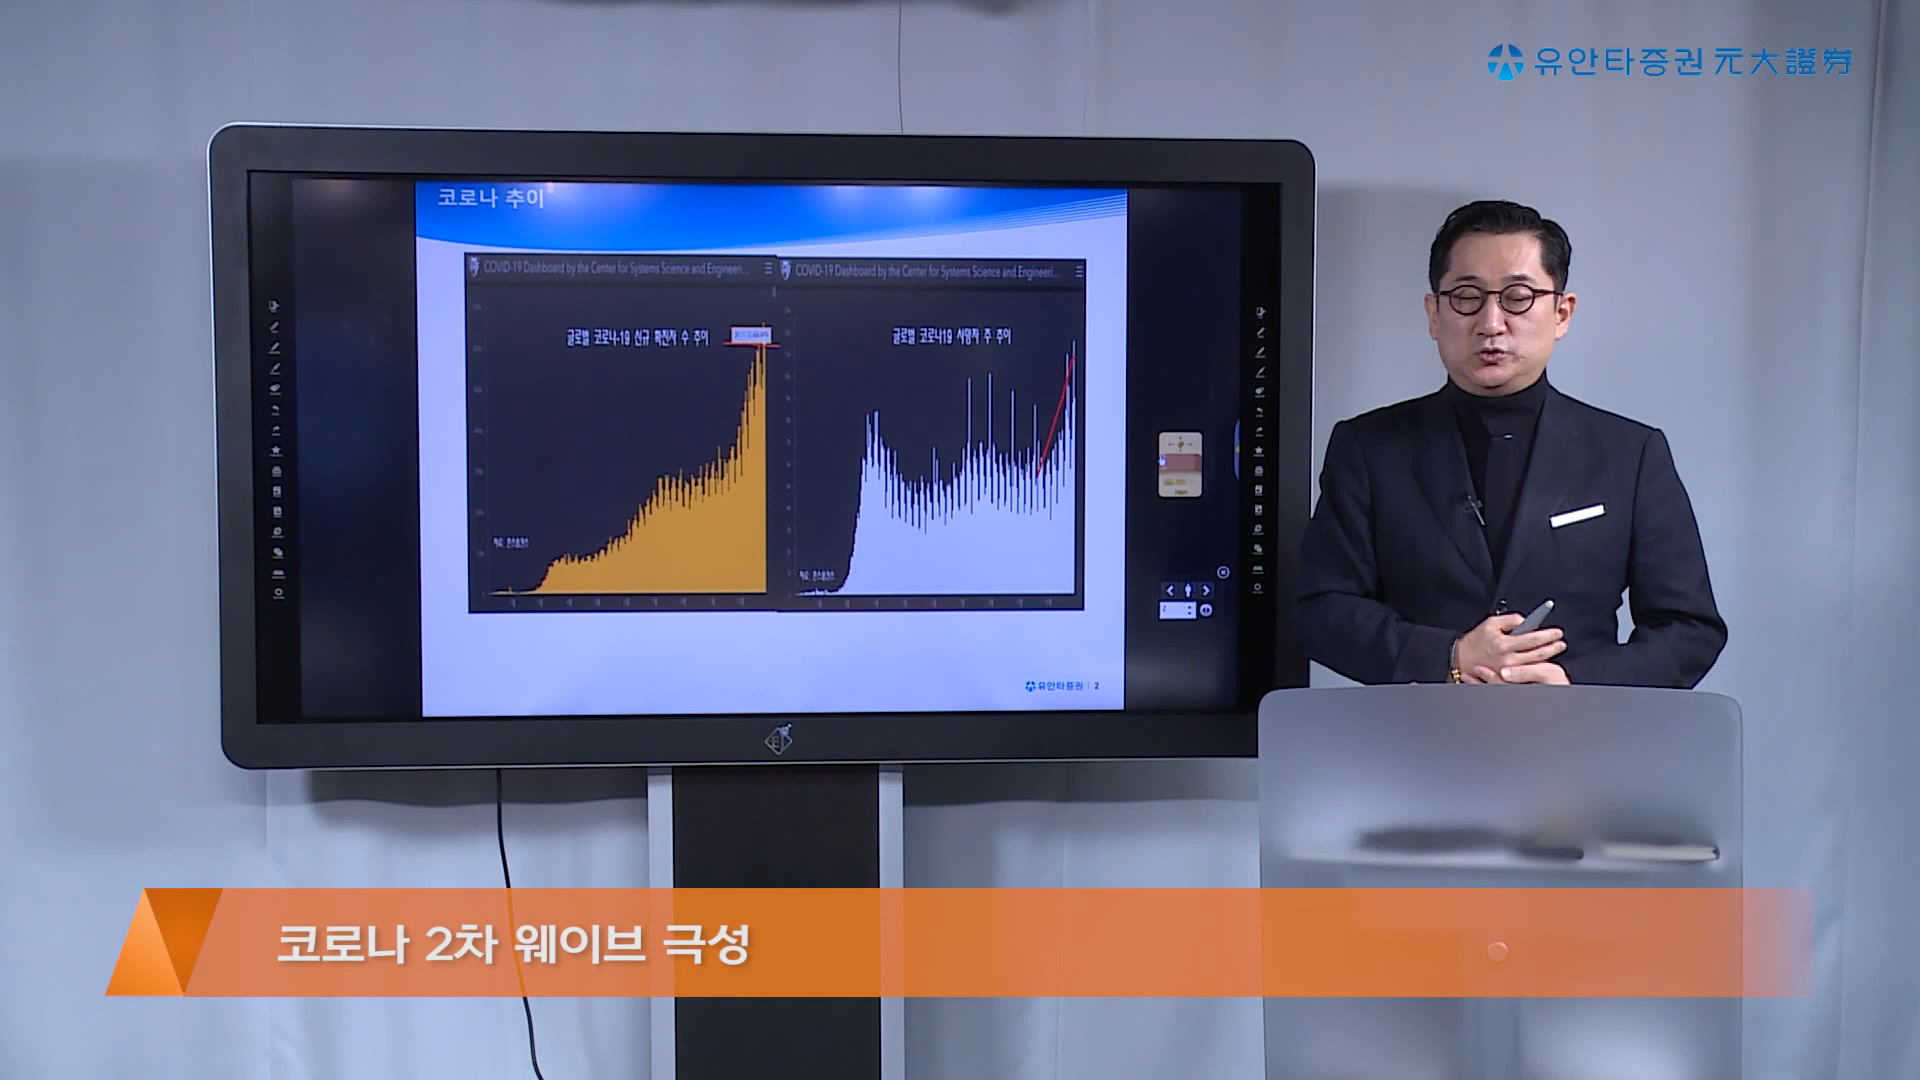 유안타증권 元大證券
코로나 추이
COVID-19 Dashboard by the Center for Systems Science and Engineeri...
COVID-19 Dashboard by the Center for Systems Science and Engineeri...
글로벌 코로나-19 신규 확진자 수 추이
글로벌 코로나19 사망자 주 추이
유안타증권 | 2
2
코로나 2차 웨이브 극성